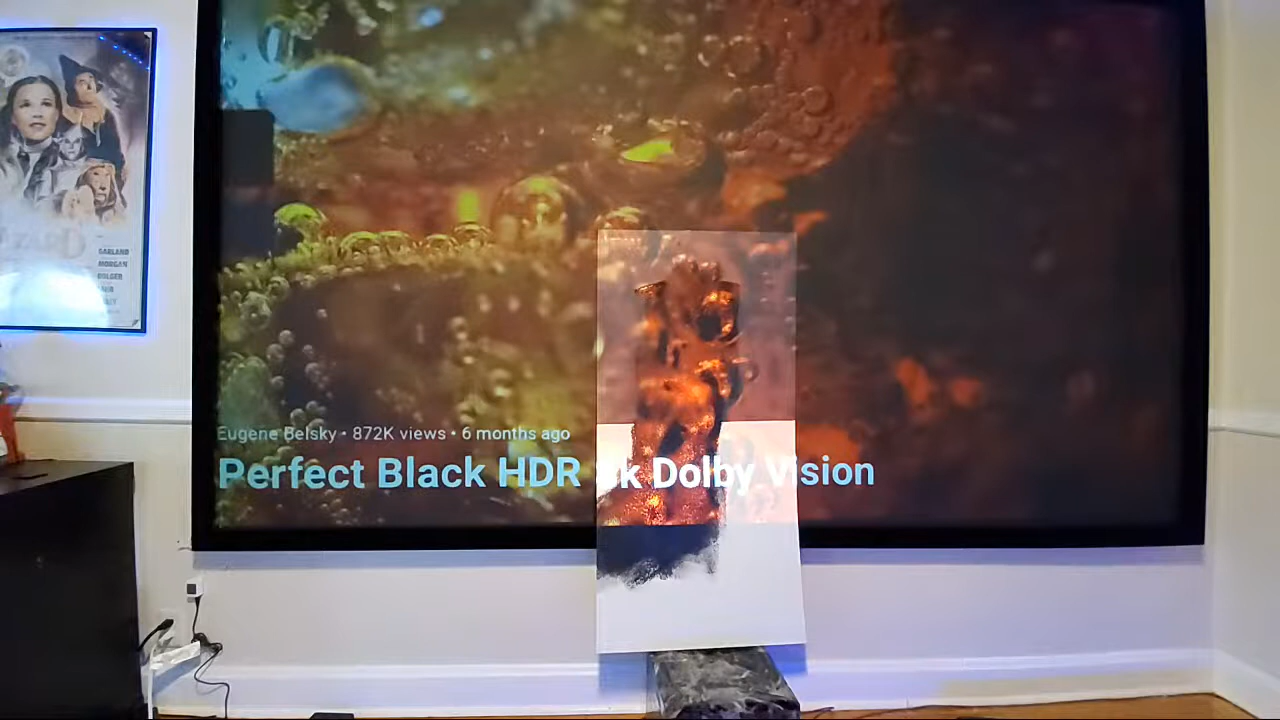 GARLAND
MORGAN
BOLGER
Eugene Belsky • 872K views • 6 months ago
Perfect Black HDR k Dolby Vision